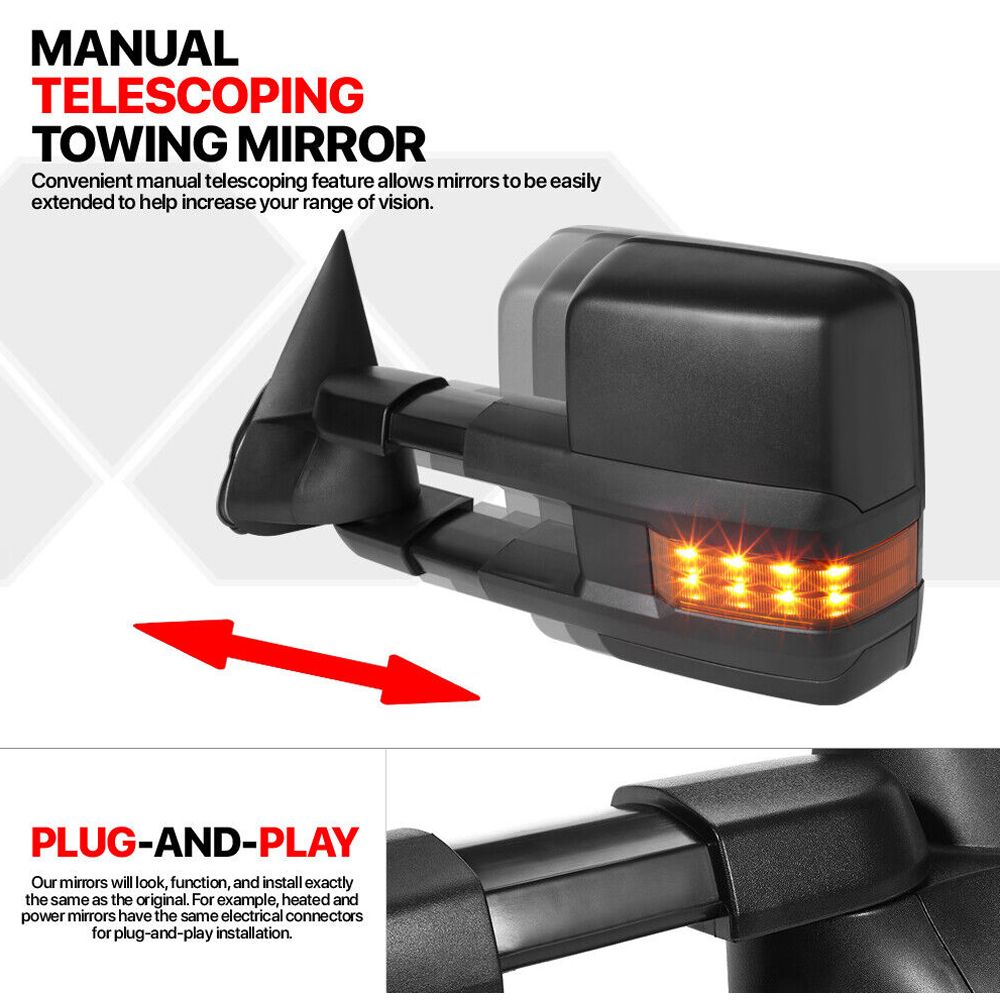 MANUAL
TELESCOPING
TOWING MIRROR
Convenient manual telescoping feature allows mirrors to be easily
extended to help increase your range of vision.
PLUG-AND-PLAY
Our mirrors will look, function, and install exactly
the same as the original. For example, heated and
power mirrors have the same electrical connectors
for plug-and-play installation.